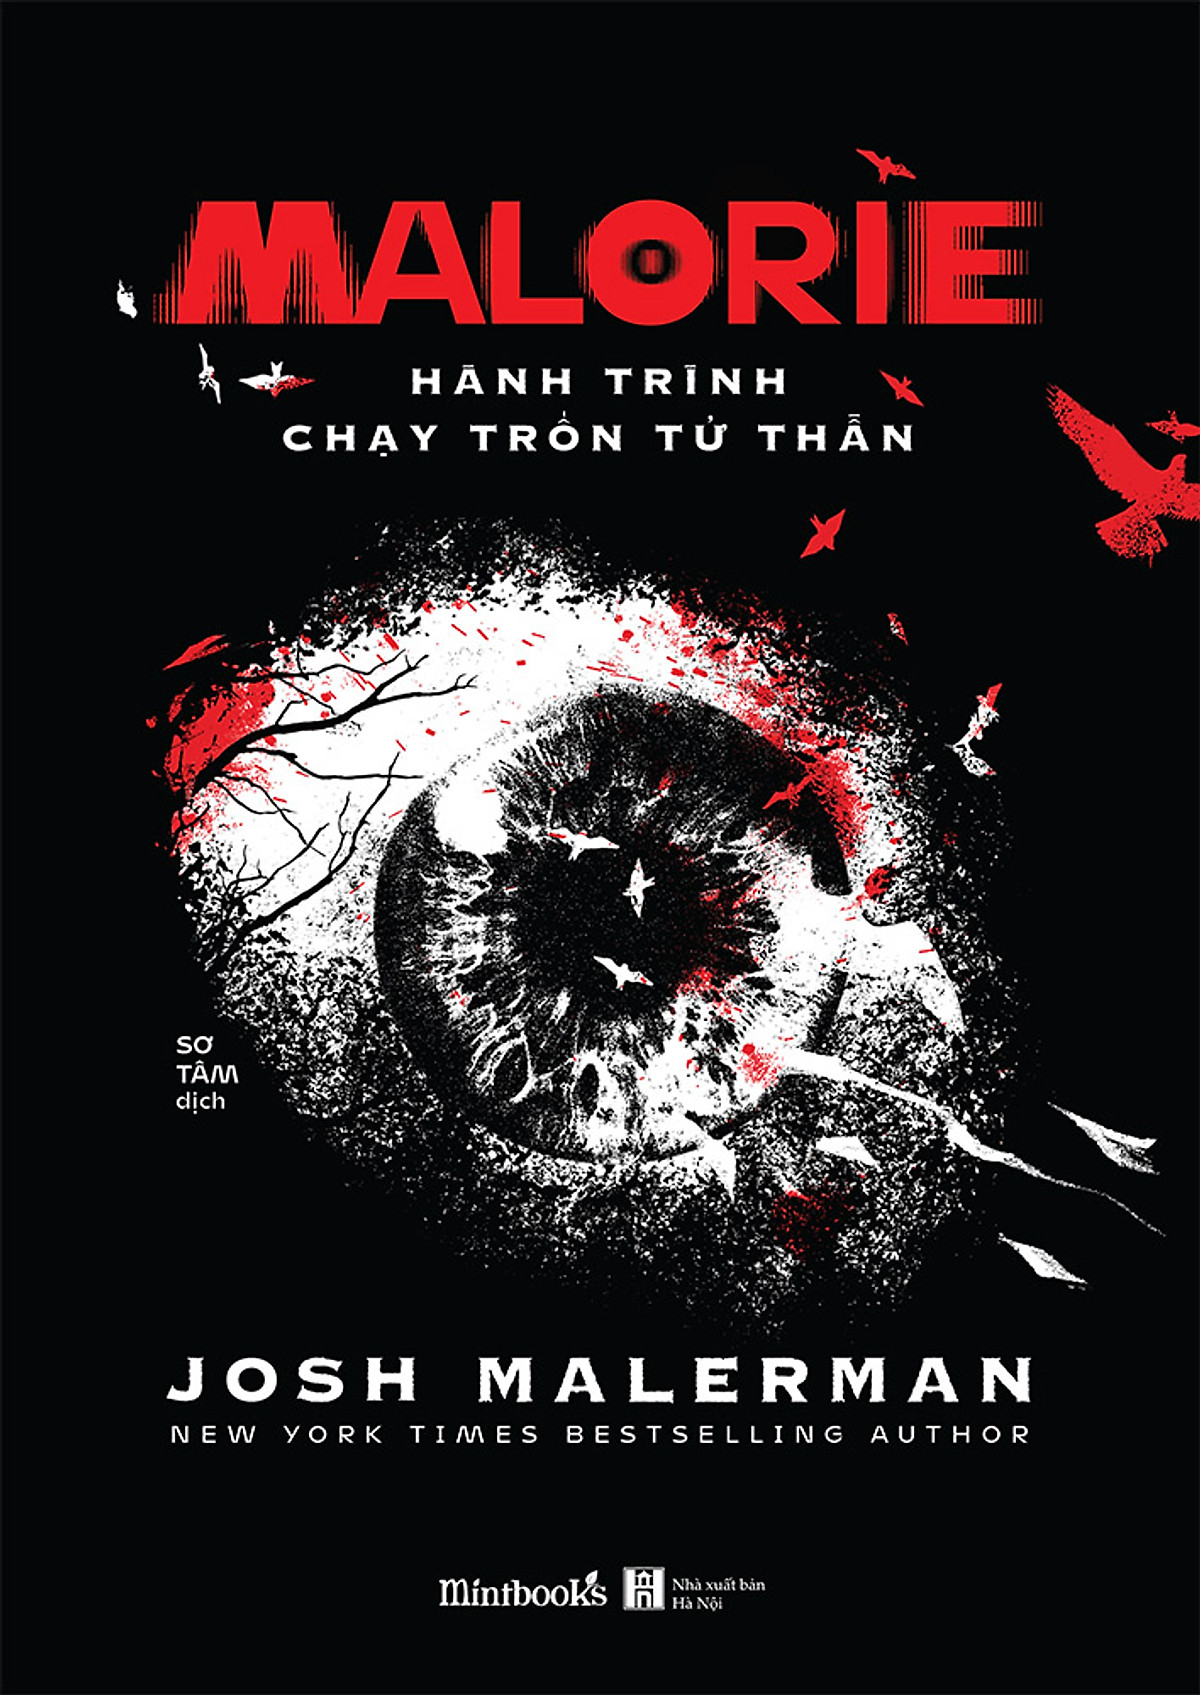 MALORIE
HÀNH TRÌNH
CHẠY TRỐN TỬ THẦN
SƠ
TÂM
dịch
JOSH MALERMAN
NEW YORK TIMES BESTSELLING AUTHOR
mintbooks
Nhà xuất bản
Hà Nội